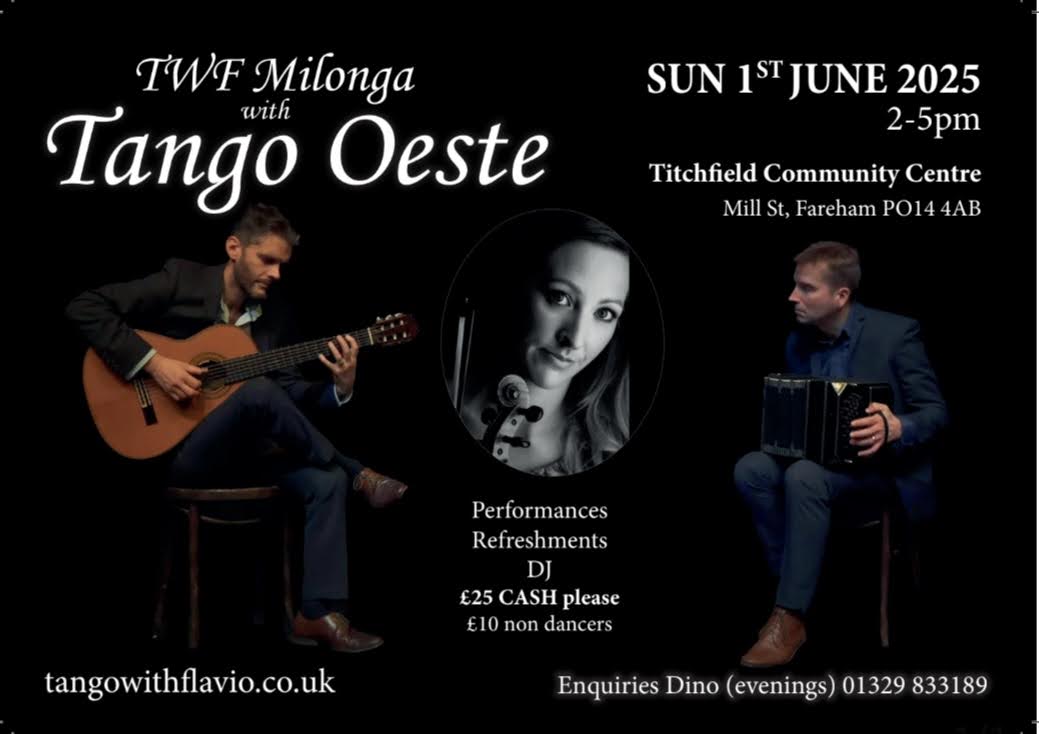 TWF Milonga
with
Tango Oeste
SUN 1ST JUNE 2025
2-5pm
Titchfield Community Centre
Mill St, Fareham PO14 4AB
Performances
Refreshments
DJ
£25 CASH please
£10 non dancers
tangowithflavio.co.uk
Enquiries Dino (evenings) 01329 833189